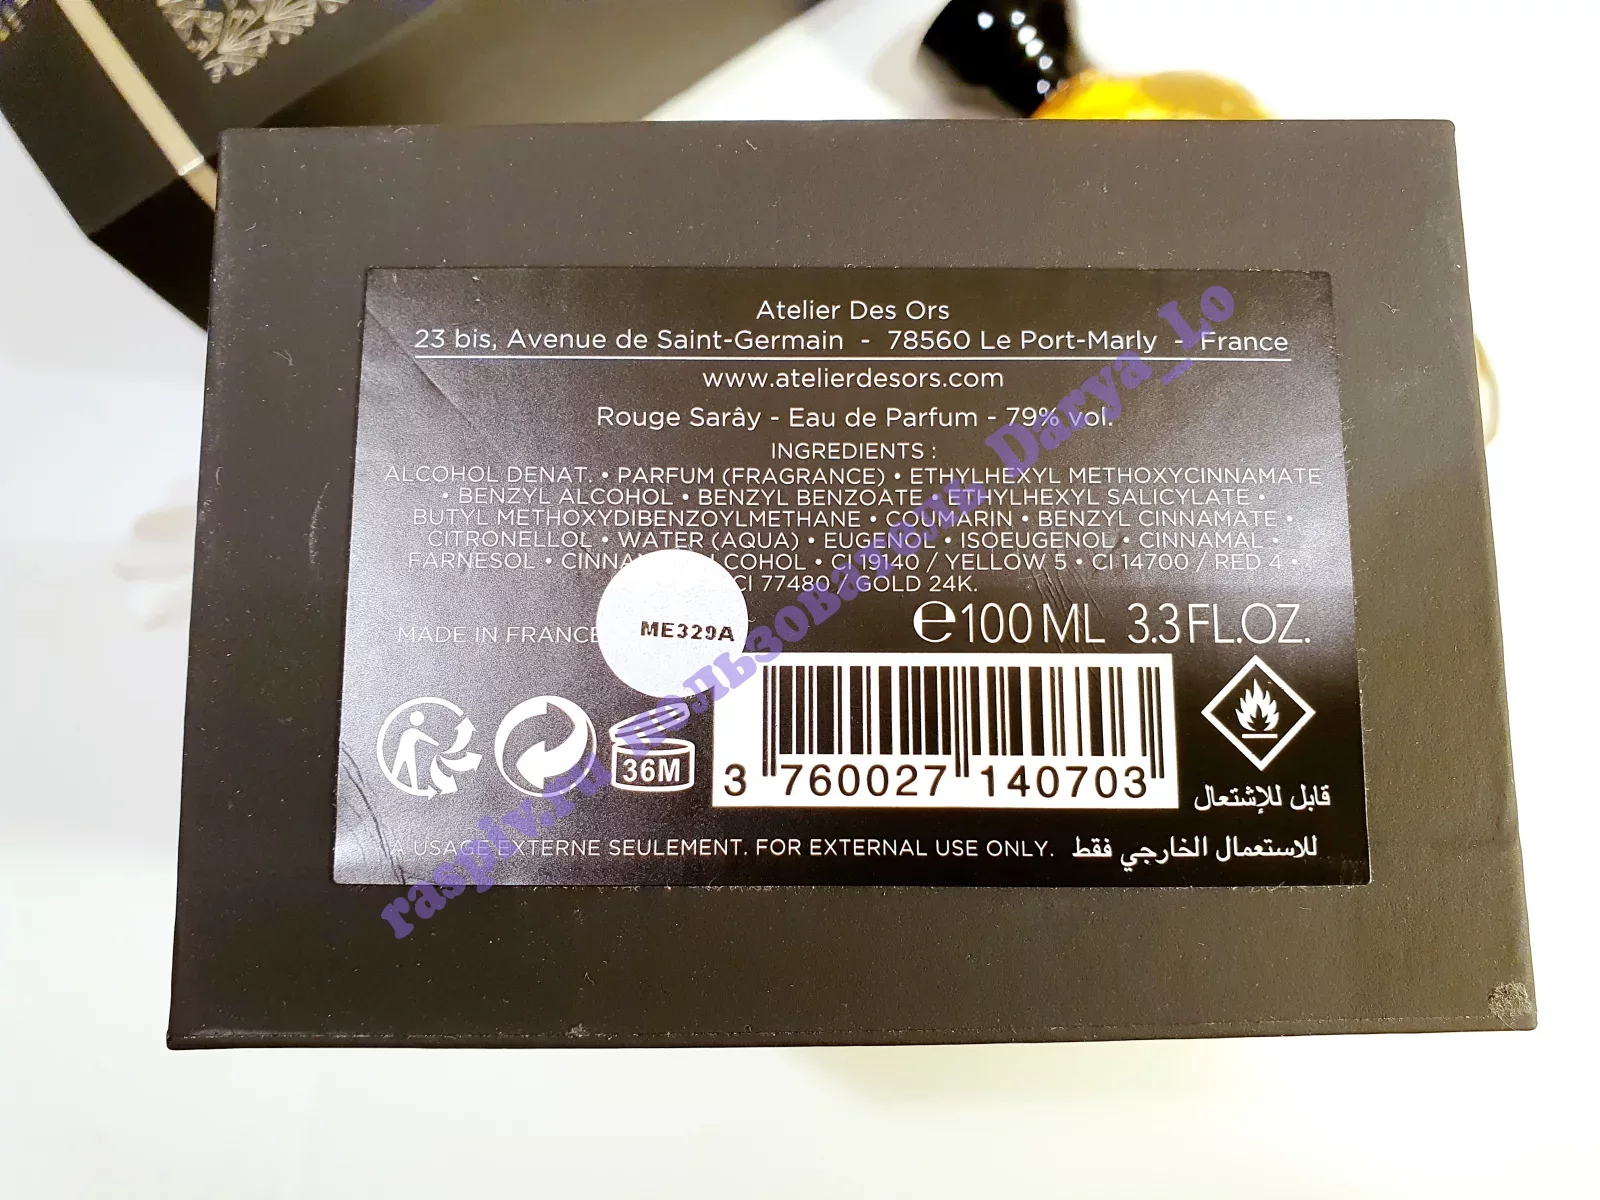 Atelier Des Ors
23 bis, Avenue de Saint-Germain - 78560 Le Port-Marly - France
www.atelierdesors.com
Rouge Sarây - Eau de Parfum - 79% vol.
INGREDIENTS :
ALCOHOL DENAT. • PARFUM (FRAGRANCE) • ETHYLHEXYL METHOXYCINNAMATE
• BENZYL ALCOHOL • BENZYL BENZOATE • ETHYLHEXYL SALICYLATE •
BUTYL METHOXYDIBENZOYLMETHANE • COUMARIN • BENZYL CINNAMATE •
CITRONELLOL • WATER (AQUA) • EUGENOL • ISOEUGENOL • CINNAMAL •
FARNESOL • CINNA COHOL • CI 19140 / YELLOW 5 • CI 14700 / RED 4 •
CI 77480 / GOLD 24K.
MADE IN FRANCE
ME329A
℮100 ML 3.3 FL.OZ.
36M
3 760027 140703
قابل للإشتعال
A USAGE EXTERNE SEULEMENT. FOR EXTERNAL USE ONLY. للاستعمال الخارجي فقط
raspiv.ru пользователь Darya_Lo